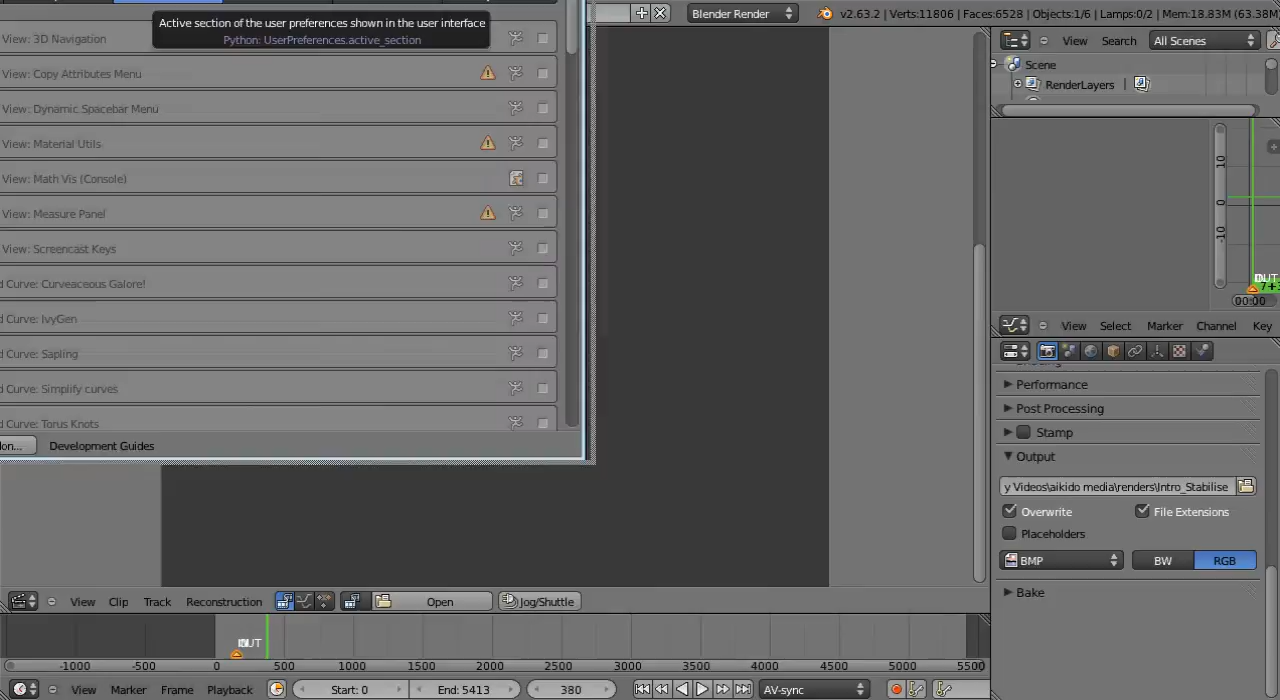 Active section of the user preferences shown in the user interface
Python: UserPreferences.active_section
View: 3D Navigation
View: Copy Attributes Menu
View: Dynamic Spacebar Menu
View: Material Utils
View: Math Vis (Console)
View: Measure Panel
View: Screencast Keys
d Curve: Curveaceous Galore!
d Curve: IvyGen
d Curve: Sapling
d Curve: Simplify curves
d Curve: Torus Knots
on... Development Guides
Blender Render v2.63.2 | Verts:11806 | Faces:6528 | Objects:1/6 | Lamps:0/2 | Mem:18.83M (63.38M
View Search All Scenes
Scene
RenderLayers |
10
0
-10
00:00
View Select Marker Channel Key
Performance
Post Processing
Stamp
Output
y Videos\aikido media\renders\Intro_Stabilise
Overwrite File Extensions
Placeholders
BMP BW RGB
Bake
View Clip Track Reconstruction Open Jog/Shuttle
-1000 -500 0 500 1000 1500 2000 2500 3000 3500 4000 4500 5000 5500
View Marker Frame Playback Start: 0 End: 5413 380 AV-sync